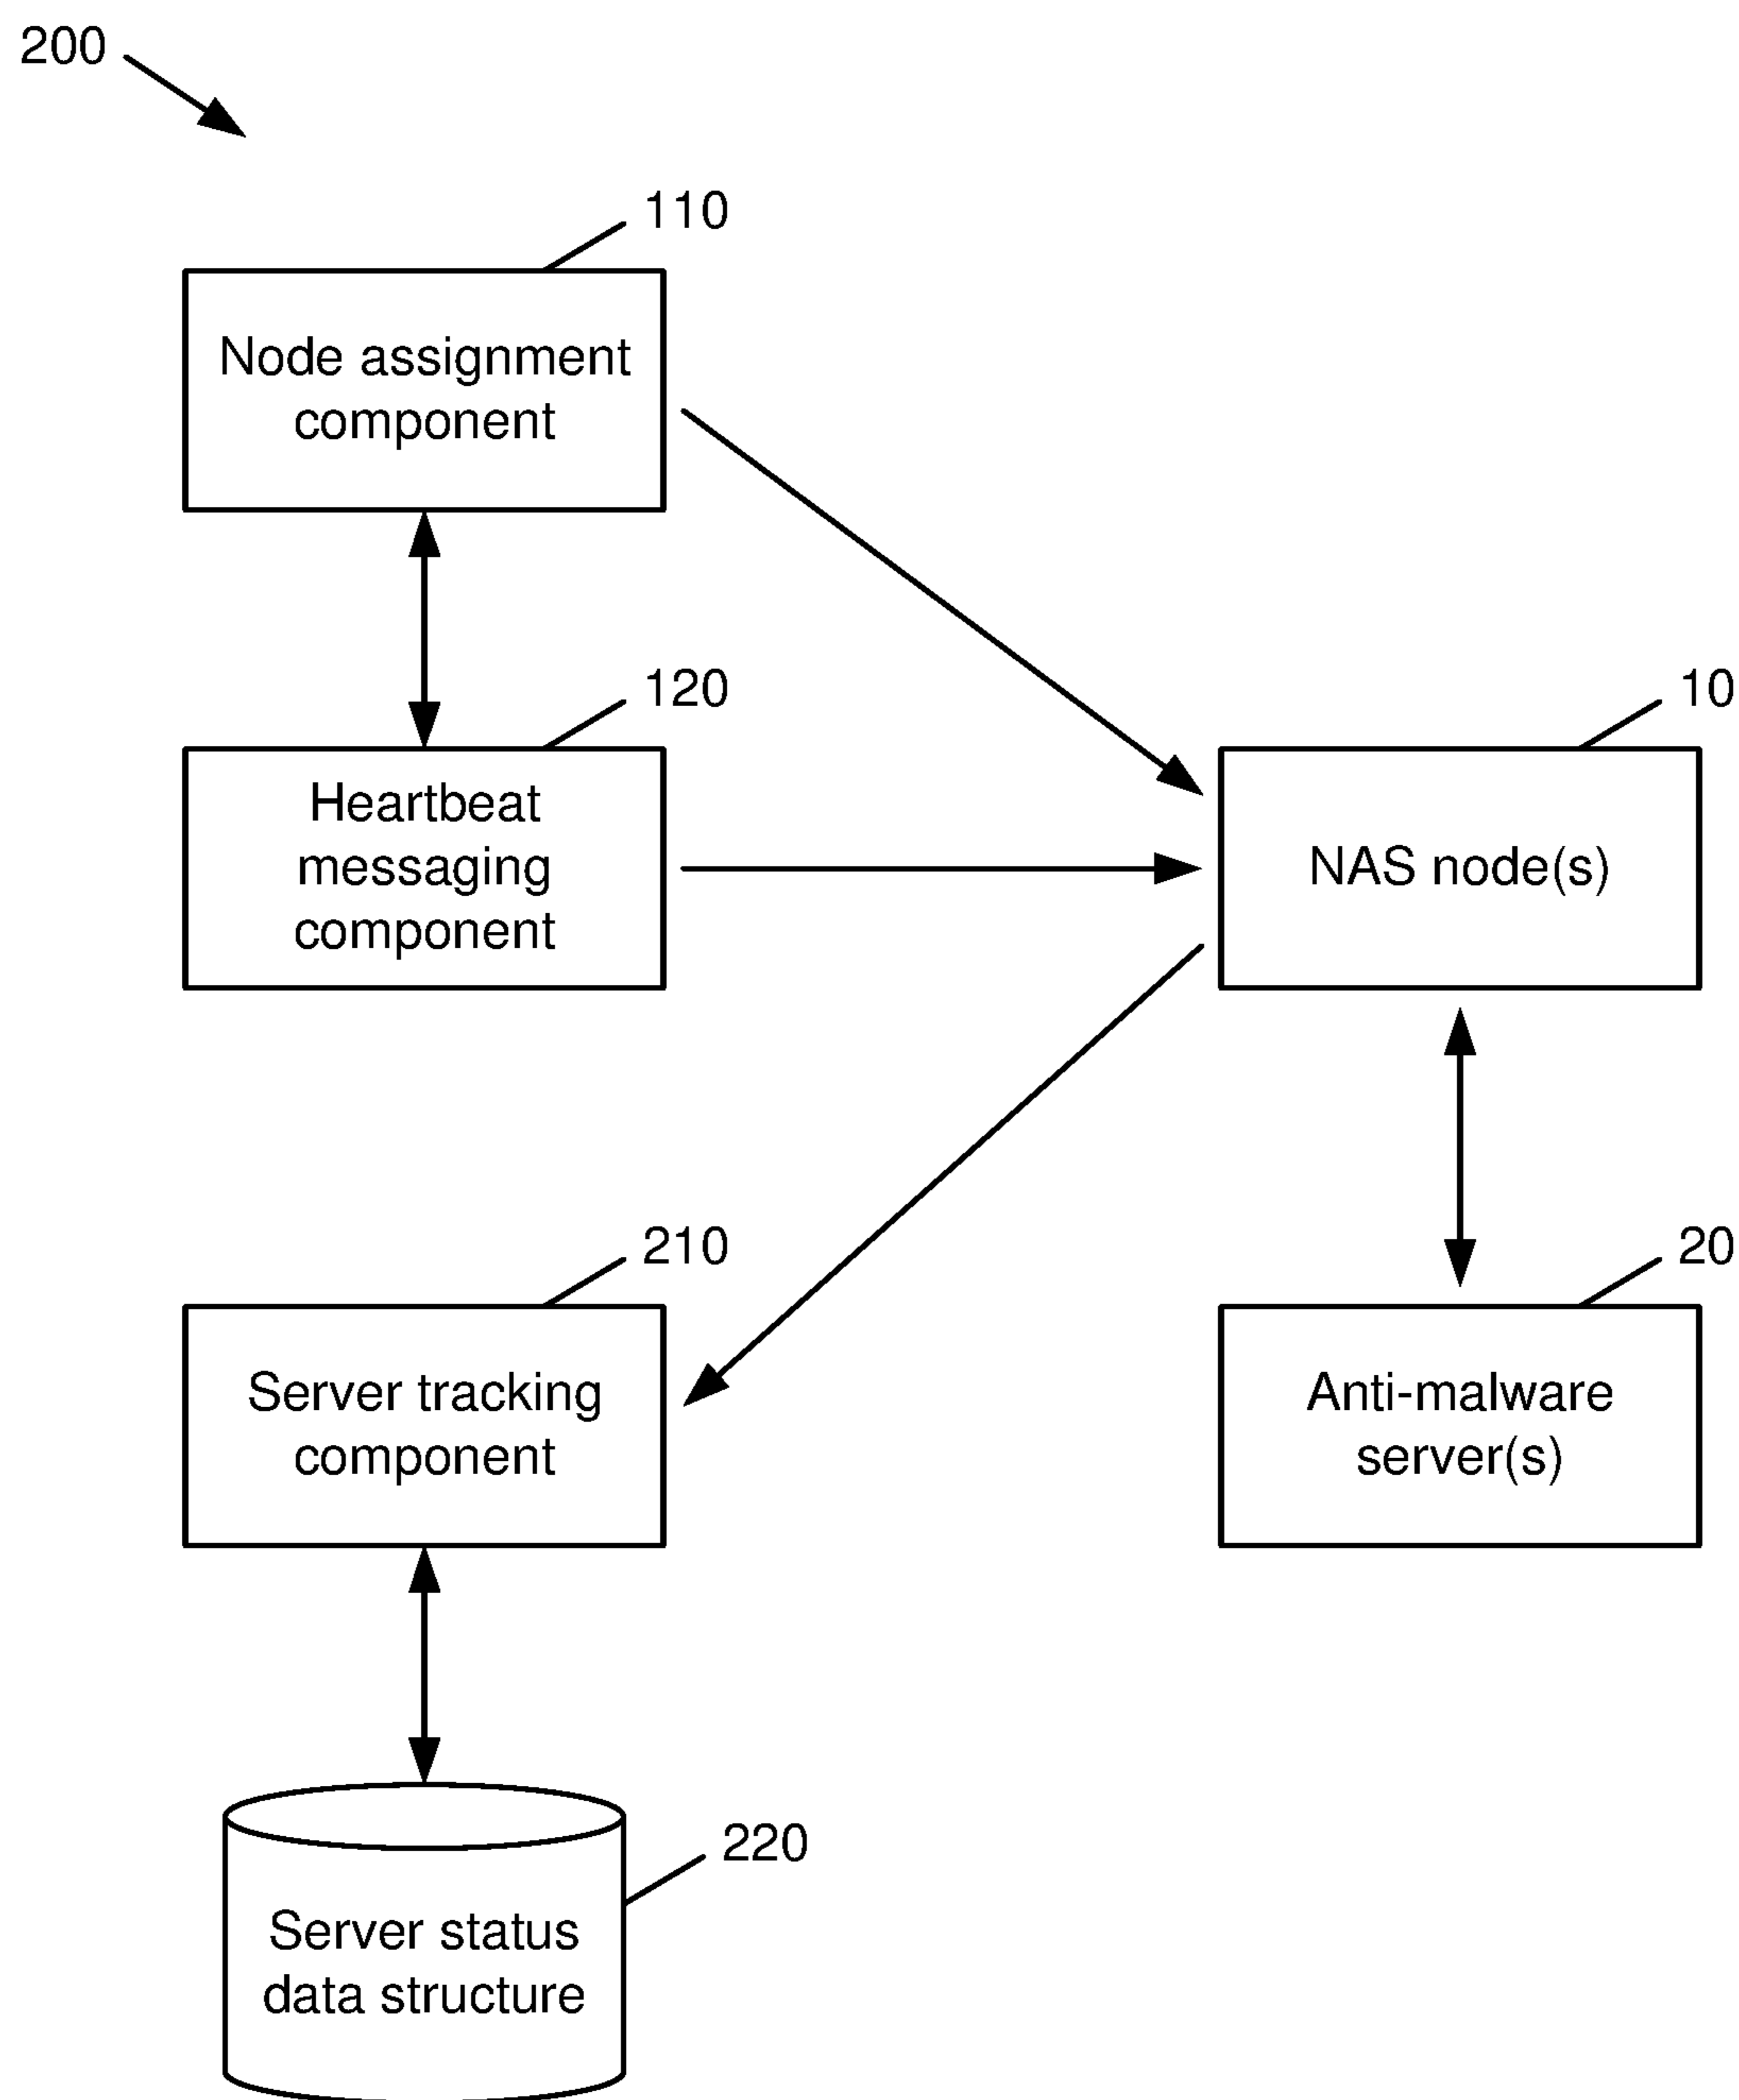 200
110
Node assignment
component
120
Heartbeat
messaging
component
10
NAS node(s)
210
Server tracking
component
20
Anti-malware
server(s)
220
Server status
data structure